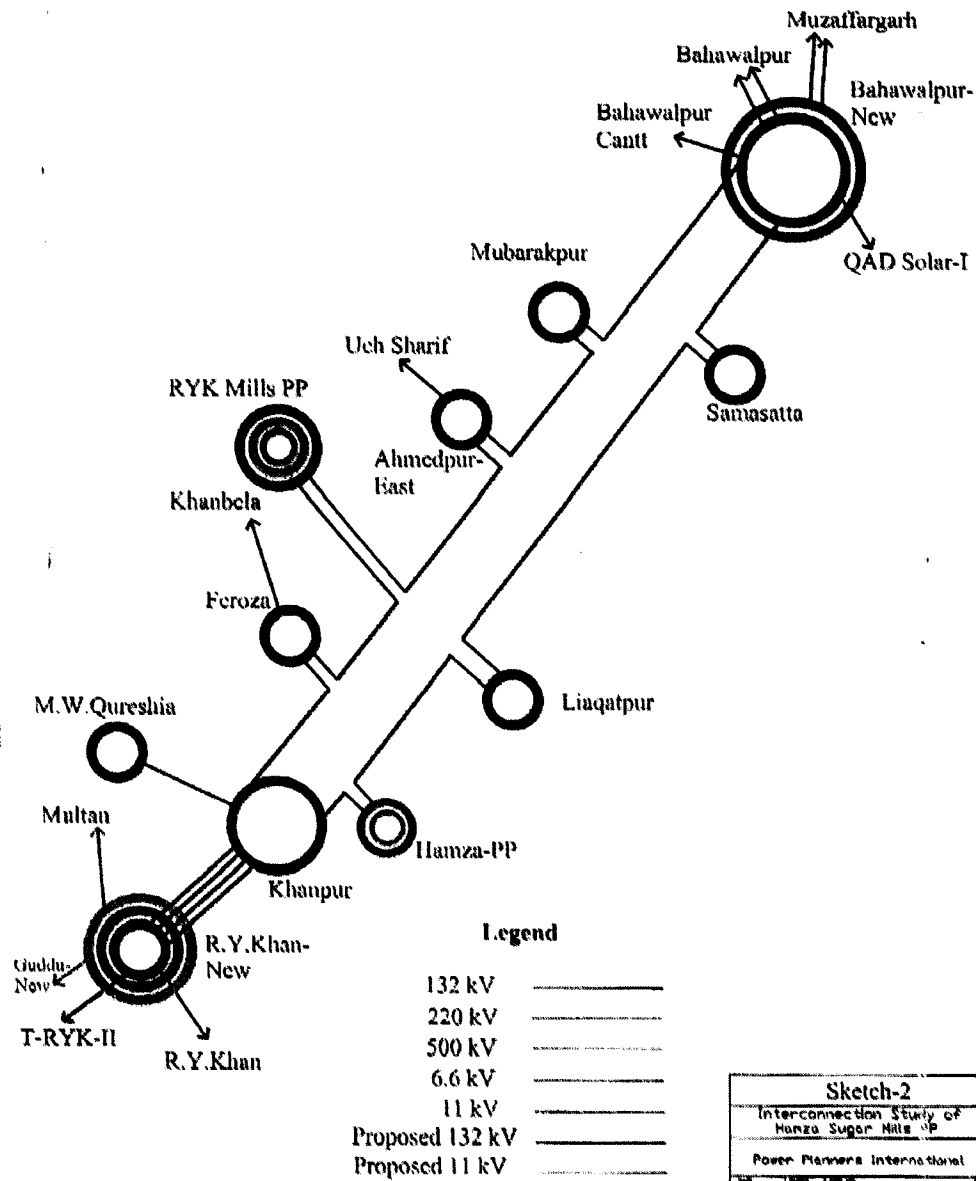 Muzaffargarh
Bahawalpur
Bahawalpur-
New
Bahawalpur
Cantt
Mubarakpur
QAD Solar-I
Uch Sharif
RYK Mills PP
Samasatta
Ahmedpur-
East
Khanbela
Feroza
M.W.Qureshia
Liaqatpur
Multan
Hamza-PP
Khanpur
R.Y.Khan-
New
Guddu-
New
T-RYK-II
R.Y.Khan
Legend
132 kV
220 kV
500 kV
6.6 kV
11 kV
Proposed 132 kV
Proposed 11 kV
Sketch-2
Interconnection Study of
Hamza Sugar Mills PP
Power Planners International